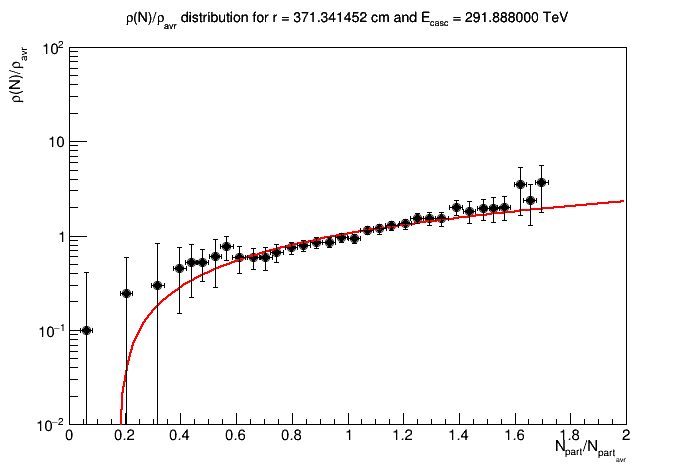 ρ(N)/ρavr distribution for r = 371.341452 cm and Ecasc = 291.888000 TeV
ρ(N)/ρavr
10²
10
1
10⁻¹
10⁻²
0 0.2 0.4 0.6 0.8 1 1.2 1.4 1.6 1.8 2
Npart/Npartavr